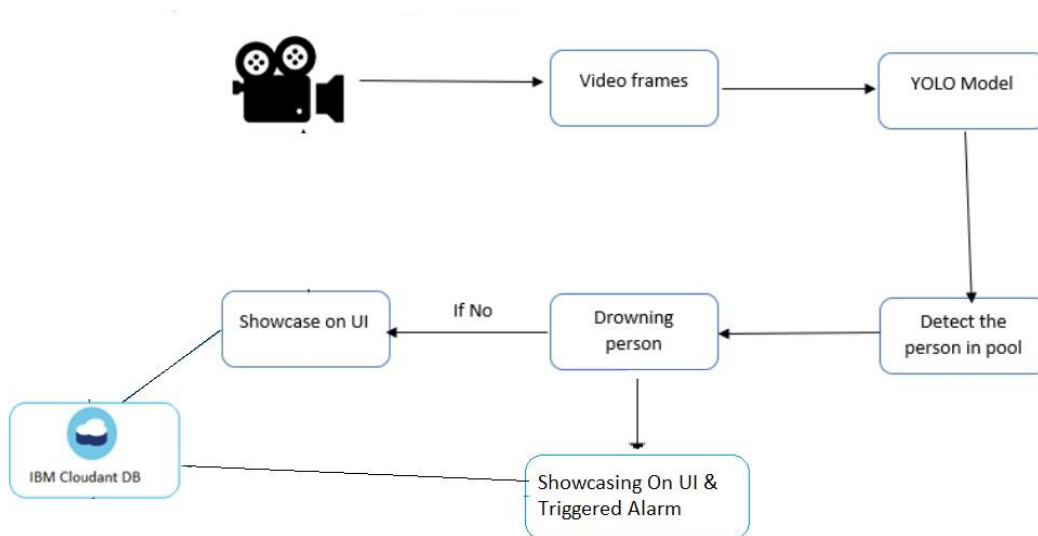 Video frames
YOLO Model
Detect the
person in pool
Drowning
person
If No
Showcase on UI
IBM Cloudant DB
Showcasing On UI &
Triggered Alarm